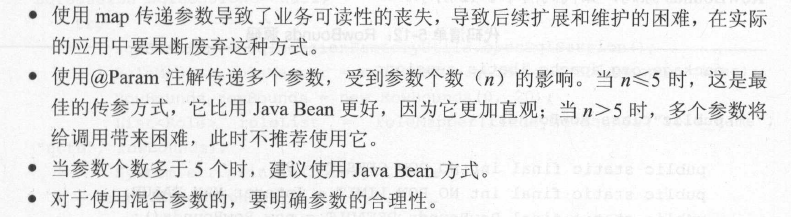 • 使用 map 传递参数导致了业务可读性的丧失，导致后续扩展和维护的困难，在实际
的应用中要果断废弃这种方式。
• 使用@Param 注解传递多个参数，受到参数个数（n）的影响。当 n≤5 时，这是最
佳的传参方式，它比用 Java Bean 更好，因为它更加直观；当 n＞5 时，多个参数将
给调用带来困难，此时不推荐使用它。
• 当参数个数多于 5 个时，建议使用 Java Bean 方式。
• 对于使用混合参数的，要明确参数的合理性。